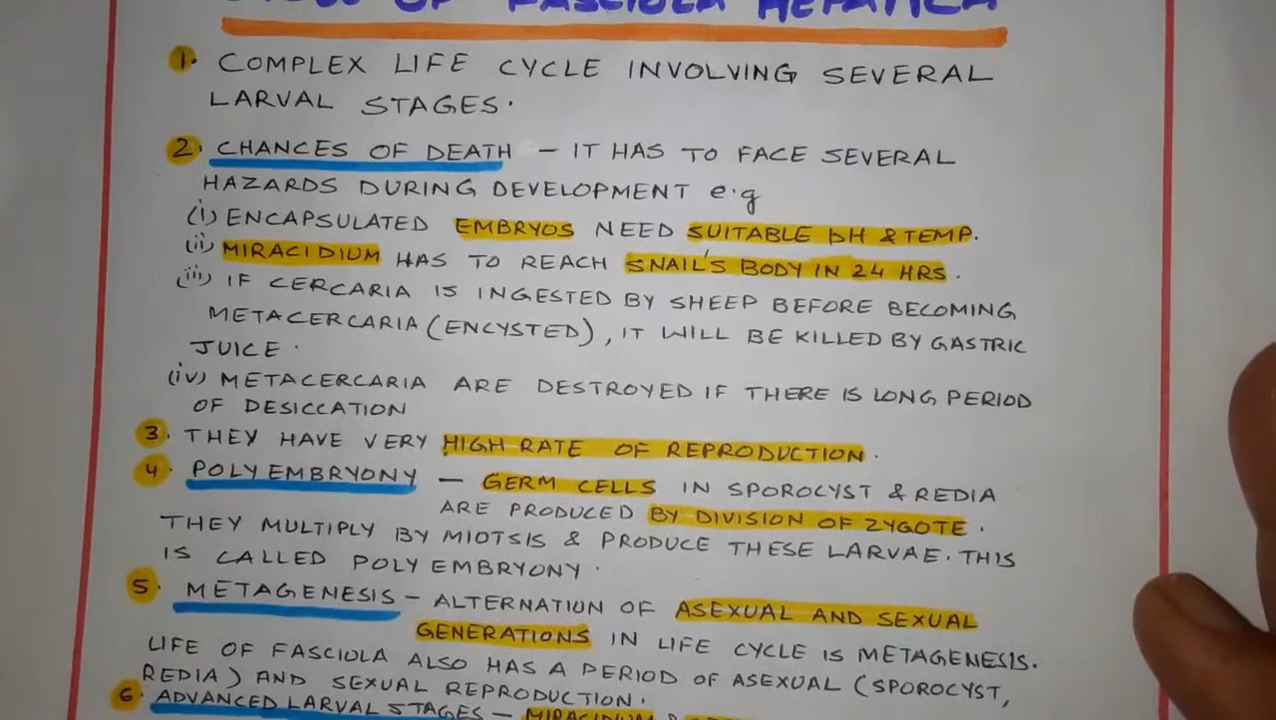 OF FASCIOLA HEPATICA
1. COMPLEX LIFE CYCLE INVOLVING SEVERAL
LARVAL STAGES.
2. CHANCES OF DEATH – IT HAS TO FACE SEVERAL
HAZARDS DURING DEVELOPMENT e.g
(i) ENCAPSULATED EMBRYOS NEED SUITABLE pH & TEMP.
(ii) MIRACIDIUM HAS TO REACH SNAIL'S BODY IN 24 HRS.
(iii) IF CERCARIA IS INGESTED BY SHEEP BEFORE BECOMING
METACERCARIA (ENCYSTED), IT WILL BE KILLED BY GASTRIC
JUICE.
(iv) METACERCARIA ARE DESTROYED IF THERE IS LONG PERIOD
OF DESICCATION
3. THEY HAVE VERY HIGH RATE OF REPRODUCTION.
4. POLYEMBRYONY – GERM CELLS IN SPOROCYST & REDIA
ARE PRODUCED BY DIVISION OF ZYGOTE.
THEY MULTIPLY BY MIOTSIS & PRODUCE THESE LARVAE. THIS
IS CALLED POLYEMBRYONY.
5. METAGENESIS – ALTERNATION OF ASEXUAL AND SEXUAL
GENERATIONS IN LIFE CYCLE IS METAGENESIS.
LIFE OF FASCIOLA ALSO HAS A PERIOD OF ASEXUAL (SPOROCYST,
REDIA) AND SEXUAL REPRODUCTION.
6. ADVANCED LARVAL STAGES – MIRACIDIUM &